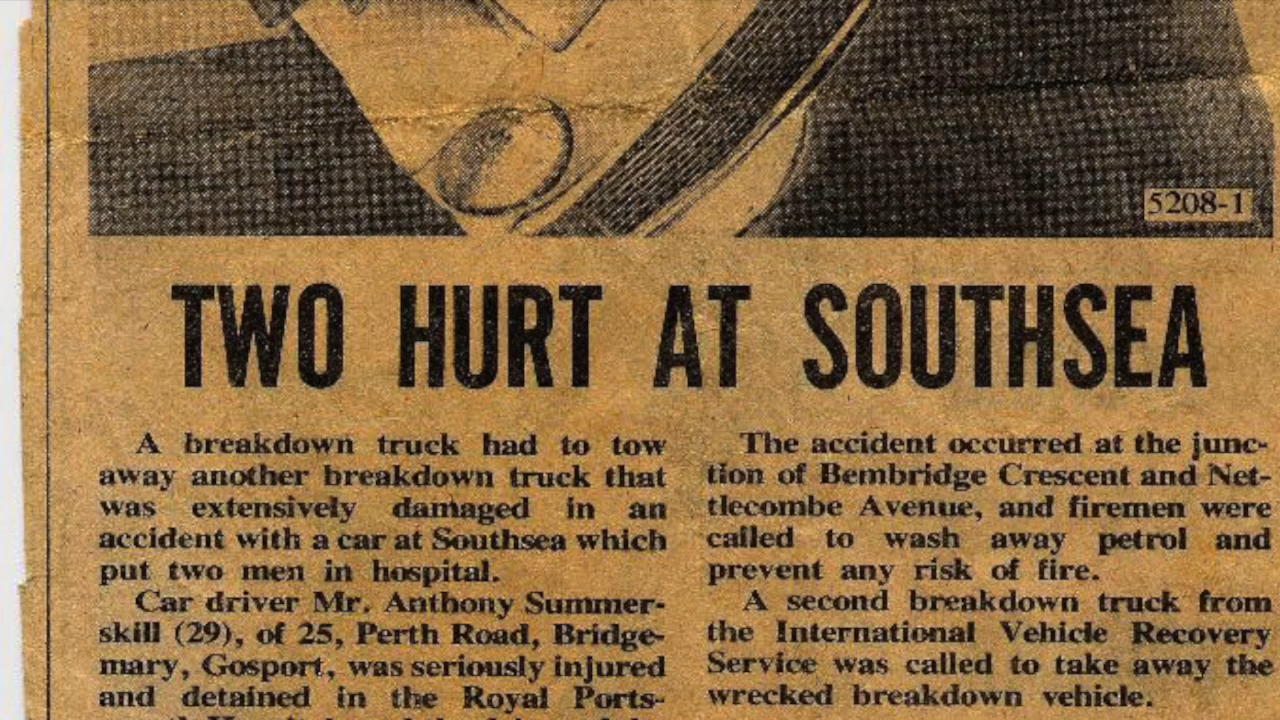 5208-1
TWO HURT AT SOUTHSEA
A breakdown truck had to tow
away another breakdown truck that
was extensively damaged in an
accident with a car at Southsea which
put two men in hospital.
Car driver Mr. Anthony Summer-
skill (29), of 25, Perth Road, Bridge-
mary, Gosport, was seriously injured
and detained in the Royal Ports-
The accident occurred at the junc-
tion of Bembridge Crescent and Net-
tlecombe Avenue, and firemen were
called to wash away petrol and
prevent any risk of fire.
A second breakdown truck from
the International Vehicle Recovery
Service was called to take away the
wrecked breakdown vehicle.